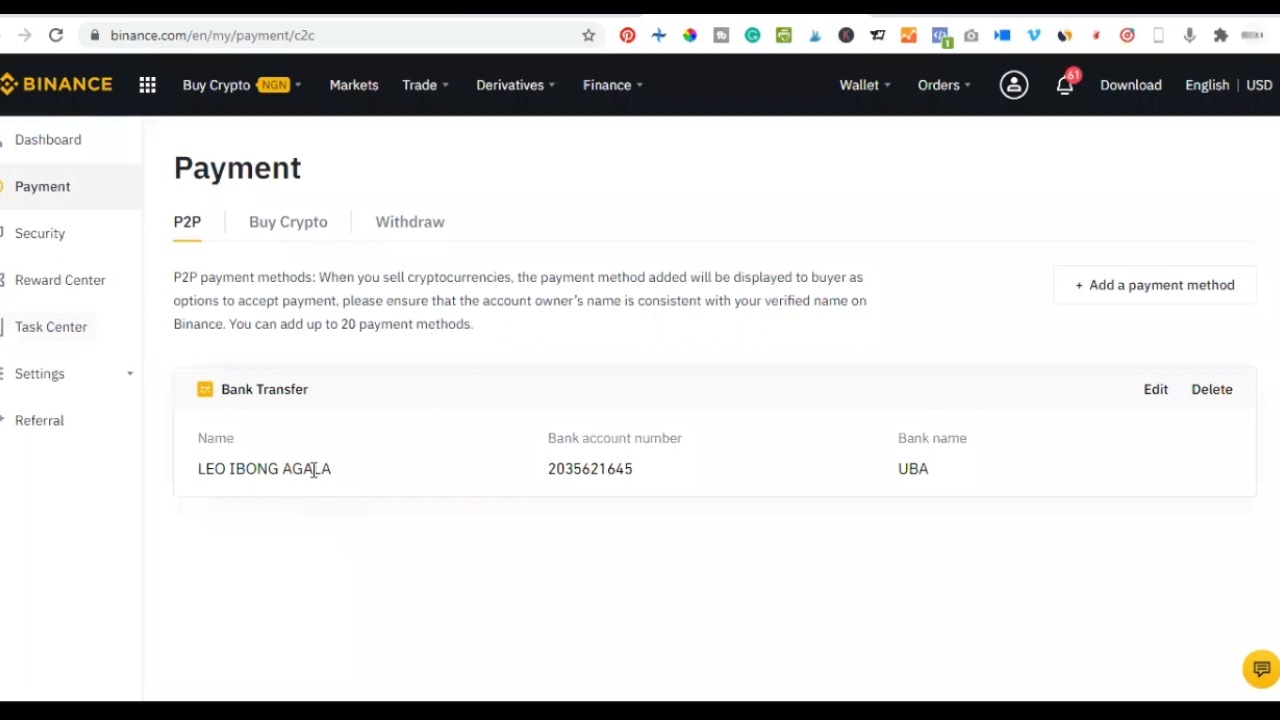 binance.com/en/my/payment/c2c
BINANCE
Buy Crypto NGN
Markets
Trade
Derivatives
Finance
Wallet
Orders
61
Download
English | USD
Dashboard
Payment
Security
Reward Center
Task Center
Settings
Referral
Payment
P2P
Buy Crypto
Withdraw
P2P payment methods: When you sell cryptocurrencies, the payment method added will be displayed to buyer as
options to accept payment, please ensure that the account owner's name is consistent with your verified name on
Binance. You can add up to 20 payment methods.
+ Add a payment method
Bank Transfer
Edit
Delete
Name
Bank account number
Bank name
LEO IBONG AGALA
2035621645
UBA